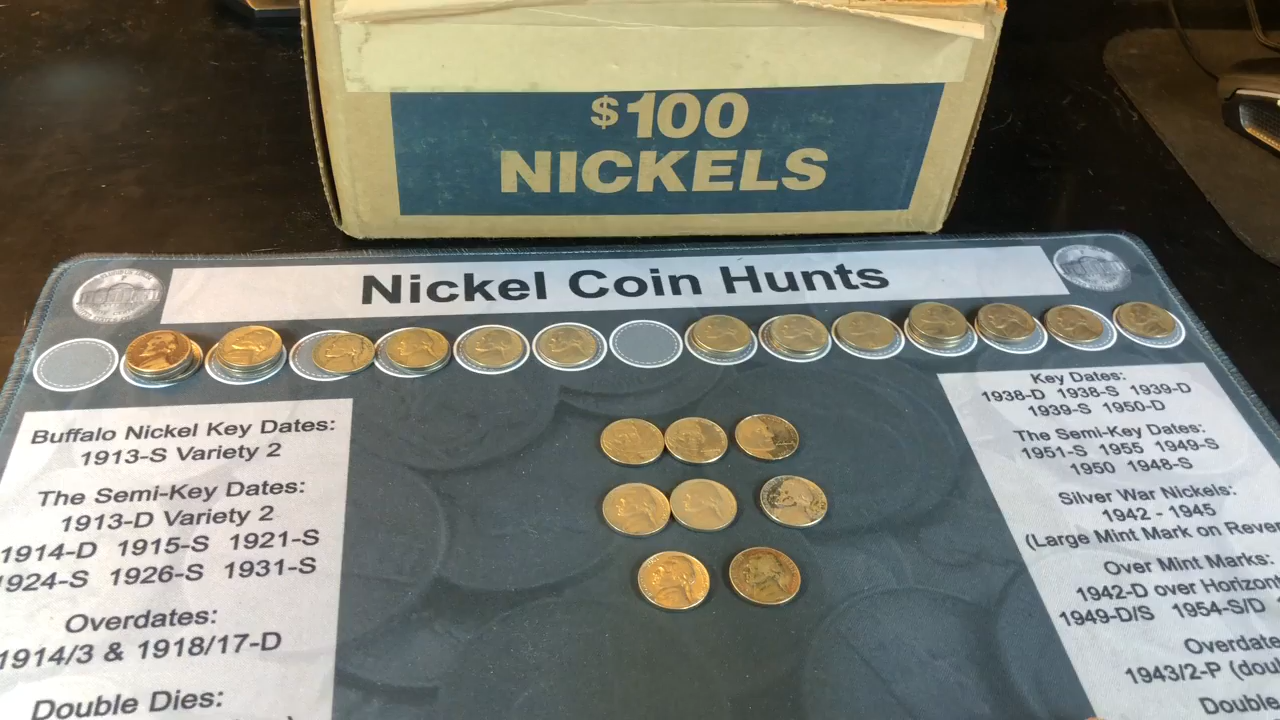 $100
NICKELS
Nickel Coin Hunts
Buffalo Nickel Key Dates:
1913-S Variety 2
The Semi-Key Dates:
1913-D Variety 2
1914-D 1915-S 1921-S
1924-S 1926-S 1931-S
Overdates:
1914/3 & 1918/17-D
Double Dies:
Key Dates:
1938-D 1938-S 1939-D
1939-S 1950-D
The Semi-Key Dates:
1951-S 1955 1949-S
1950 1948-S
Silver War Nickels:
1942 - 1945
(Large Mint Mark on Rever
Over Mint Marks:
1942-D over Horizont
1949-D/S 1954-S/D
Overdate
1943/2-P (doul
Double